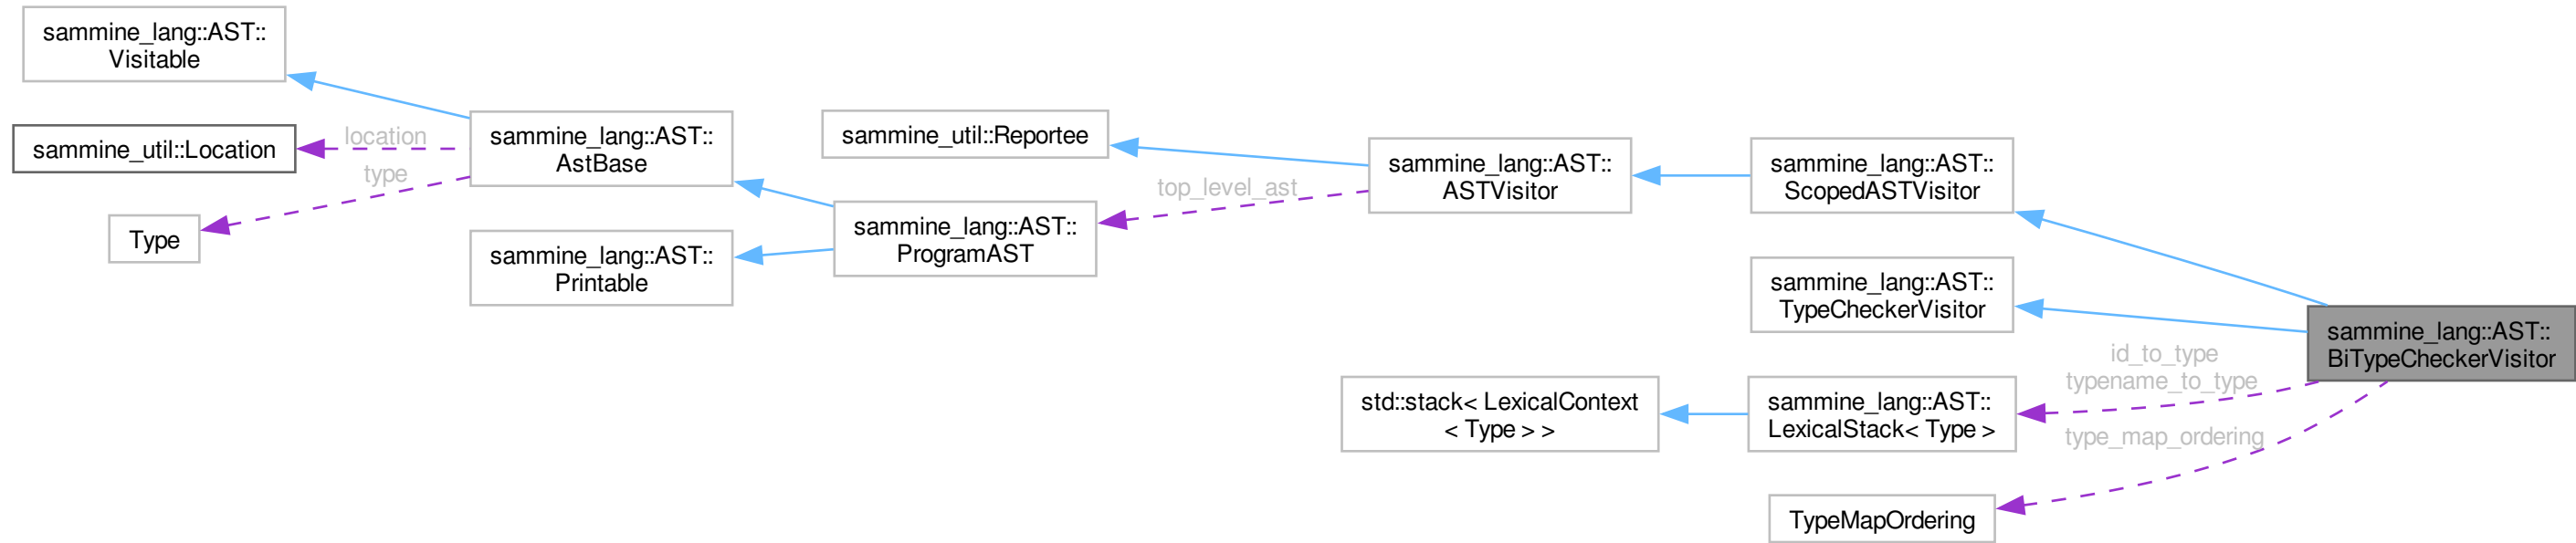 sammine_lang::AST::
Visitable
sammine_util::Location
Type
location
type
sammine_lang::AST::
AstBase
sammine_lang::AST::
Printable
sammine_util::Reportee
sammine_lang::AST::
ProgramAST
top_level_ast
sammine_lang::AST::
ASTVisitor
std::stack< LexicalContext
< Type > >
sammine_lang::AST::
ScopedASTVisitor
sammine_lang::AST::
TypeCheckerVisitor
sammine_lang::AST::
LexicalStack< Type >
TypeMapOrdering
id_to_type
typename_to_type
type_map_ordering
sammine_lang::AST::
BiTypeCheckerVisitor